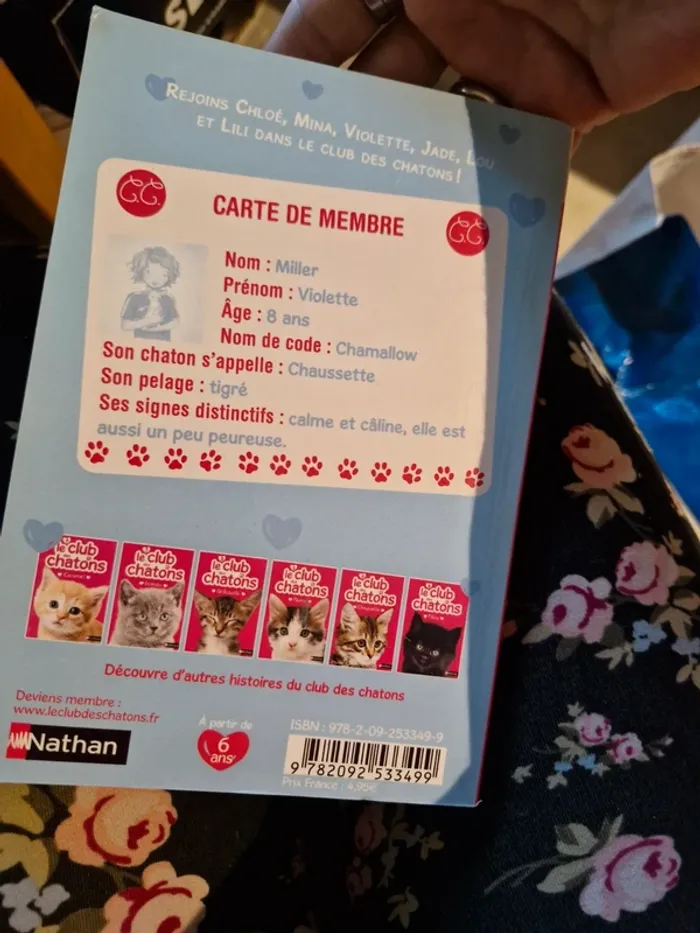 REJOINS CHLOÉ, MINA, VIOLETTE, JADE, LOU
ET LILI DANS LE CLUB DES CHATONS !
C.C.
CARTE DE MEMBRE
C.C.
Nom : Miller
Prénom : Violette
Âge : 8 ans
Nom de code : Chamallow
Son chaton s'appelle : Chaussette
Son pelage : tigré
Ses signes distinctifs : calme et câline, elle est
aussi un peu peureuse.
le club des chatons
Caramel
le club des chatons
le club des chatons
Gribouille
le club des chatons
le club des chatons
le club des chatons
Découvre d'autres histoires du club des chatons
Deviens membre :
www.leclubdeschatons.fr
Nathan
À partir de
6
ans
ISBN : 978-2-09-253349-9
9 782092 533499
Prix France : 4,95€